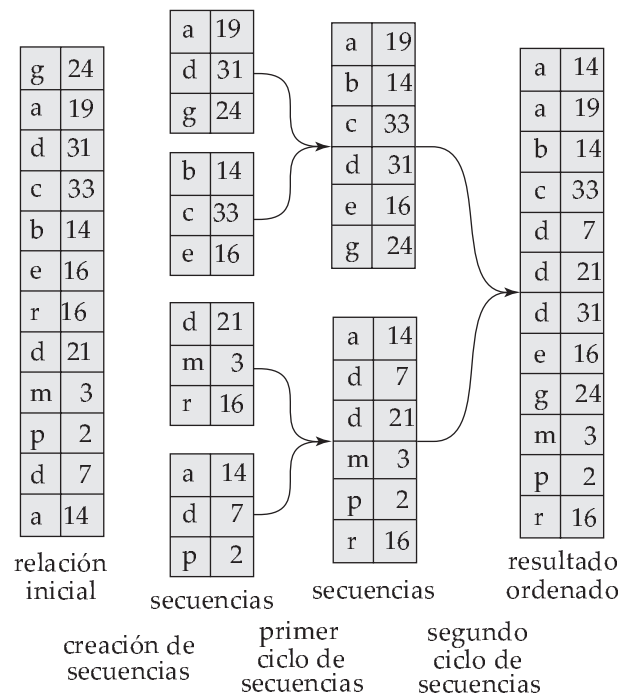 g 24
a 19
d 31
c 33
b 14
e 16
r 16
d 21
m 3
p 2
d 7
a 14
relación
inicial
a 19
d 31
g 24
b 14
c 33
e 16
d 21
m 3
r 16
a 14
d 7
p 2
secuencias
a 19
b 14
c 33
d 31
e 16
g 24
a 14
d 7
d 21
m 3
p 2
r 16
secuencias
a 14
a 19
b 14
c 33
d 7
d 21
d 31
e 16
g 24
m 3
p 2
r 16
resultado
ordenado
creación de
secuencias
primer
ciclo de
secuencias
segundo
ciclo de
secuencias